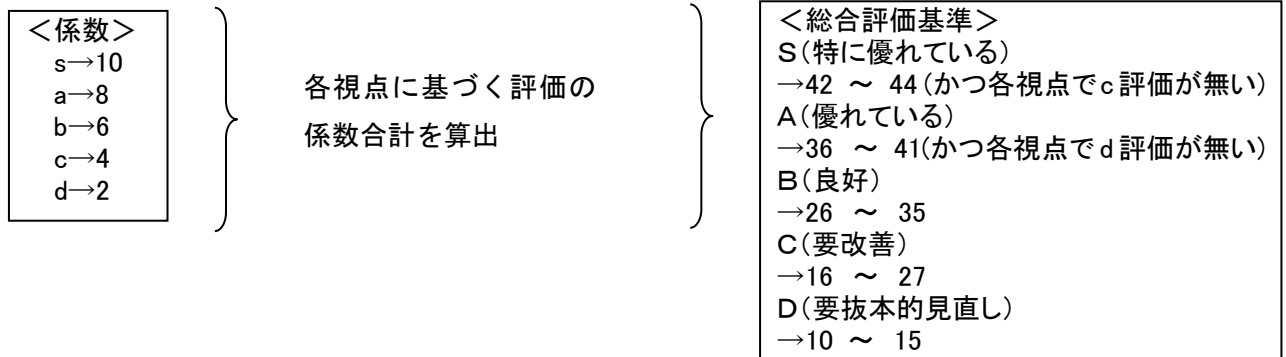 ＜係数＞
s→10
a→8
b→6
c→4
d→2
各視点に基づく評価の
係数合計を算出
＜総合評価基準＞
S（特に優れている）
→42 ～ 44（かつ各視点でc評価が無い）
A（優れている）
→36 ～ 41(かつ各視点でd評価が無い）
B（良好）
→26 ～ 35
C（要改善）
→16 ～ 27
D（要抜本的見直し）
→10 ～ 15